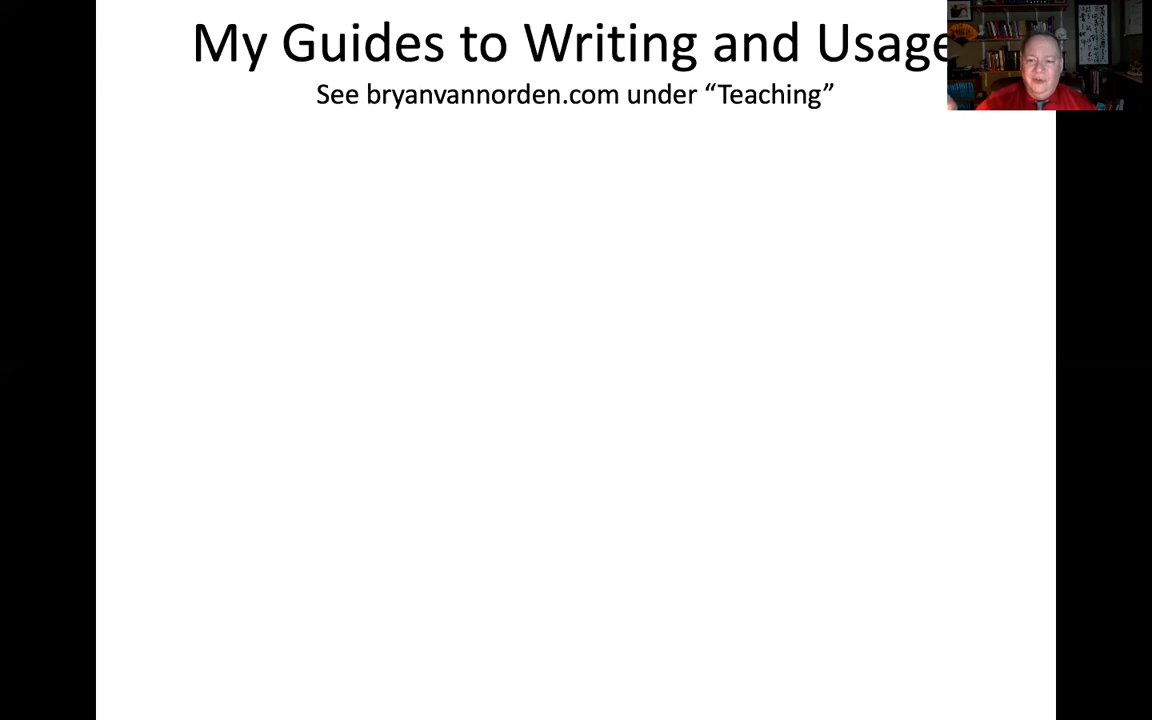 My Guides to Writing and Usage
See bryanvannorden.com under “Teaching”